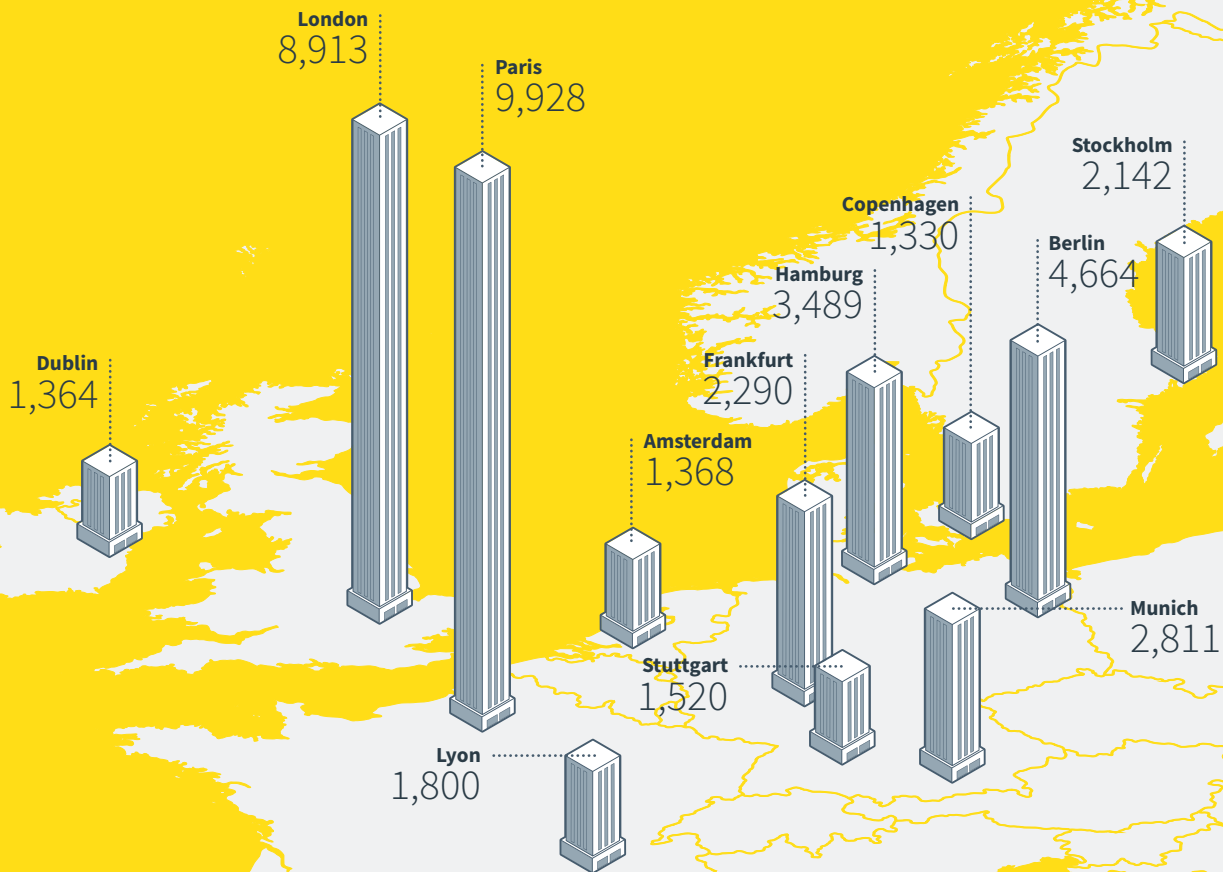 London
8,913
Paris
9,928
Stockholm
2,142
Copenhagen
1,330
Berlin
4,664
Hamburg
3,489
Dublin
1,364
Frankfurt
2,290
Amsterdam
1,368
Munich
2,811
Stuttgart
1,520
Lyon
1,800